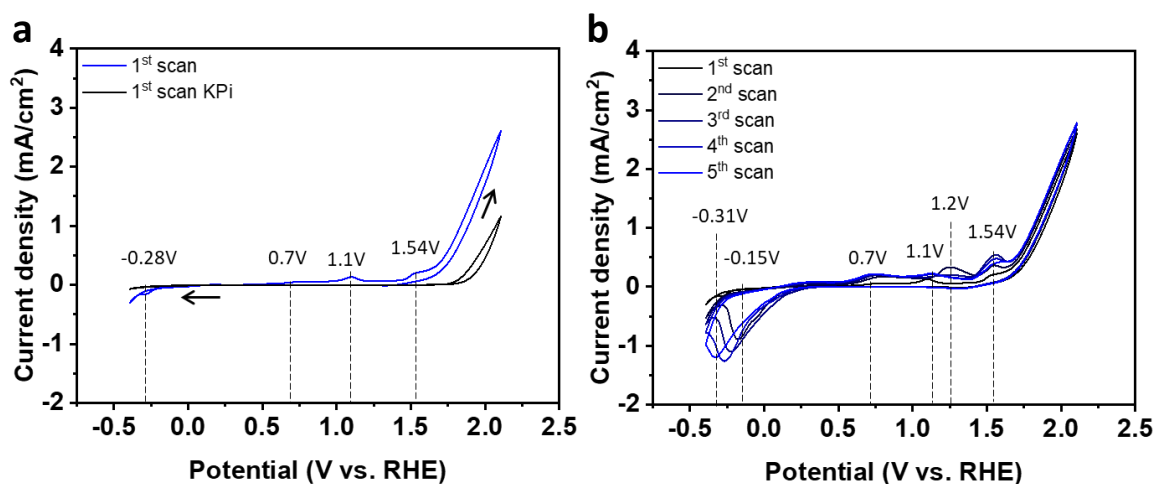 a
4
3
2
1
0
-1
-2
Current density (mA/cm²)
1st scan
1st scan KPi
-0.28V
0.7V
1.1V
1.54V
-0.5 0.0 0.5 1.0 1.5 2.0 2.5
Potential (V vs. RHE)
b
4
3
2
1
0
-1
-2
Current density (mA/cm²)
1st scan
2nd scan
3rd scan
4th scan
5th scan
-0.31V
-0.15V
0.7V
1.1V
1.2V
1.54V
-0.5 0.0 0.5 1.0 1.5 2.0 2.5
Potential (V vs. RHE)